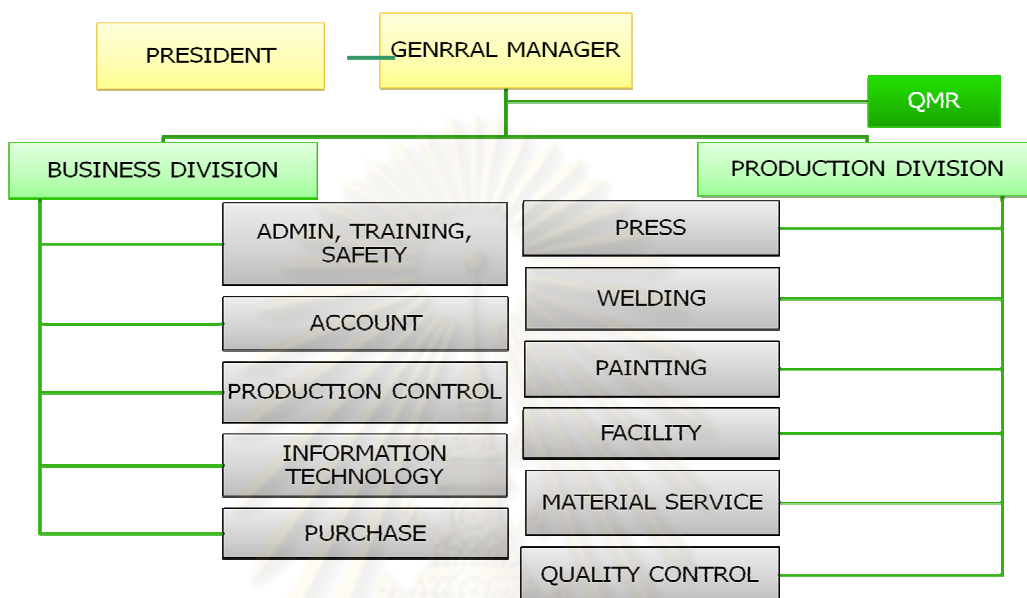 PRESIDENT
GENRRAL MANAGER
QMR
BUSINESS DIVISION
PRODUCTION DIVISION
ADMIN, TRAINING,
SAFETY
ACCOUNT
PRODUCTION CONTROL
INFORMATION
TECHNOLOGY
PURCHASE
PRESS
WELDING
PAINTING
FACILITY
MATERIAL SERVICE
QUALITY CONTROL